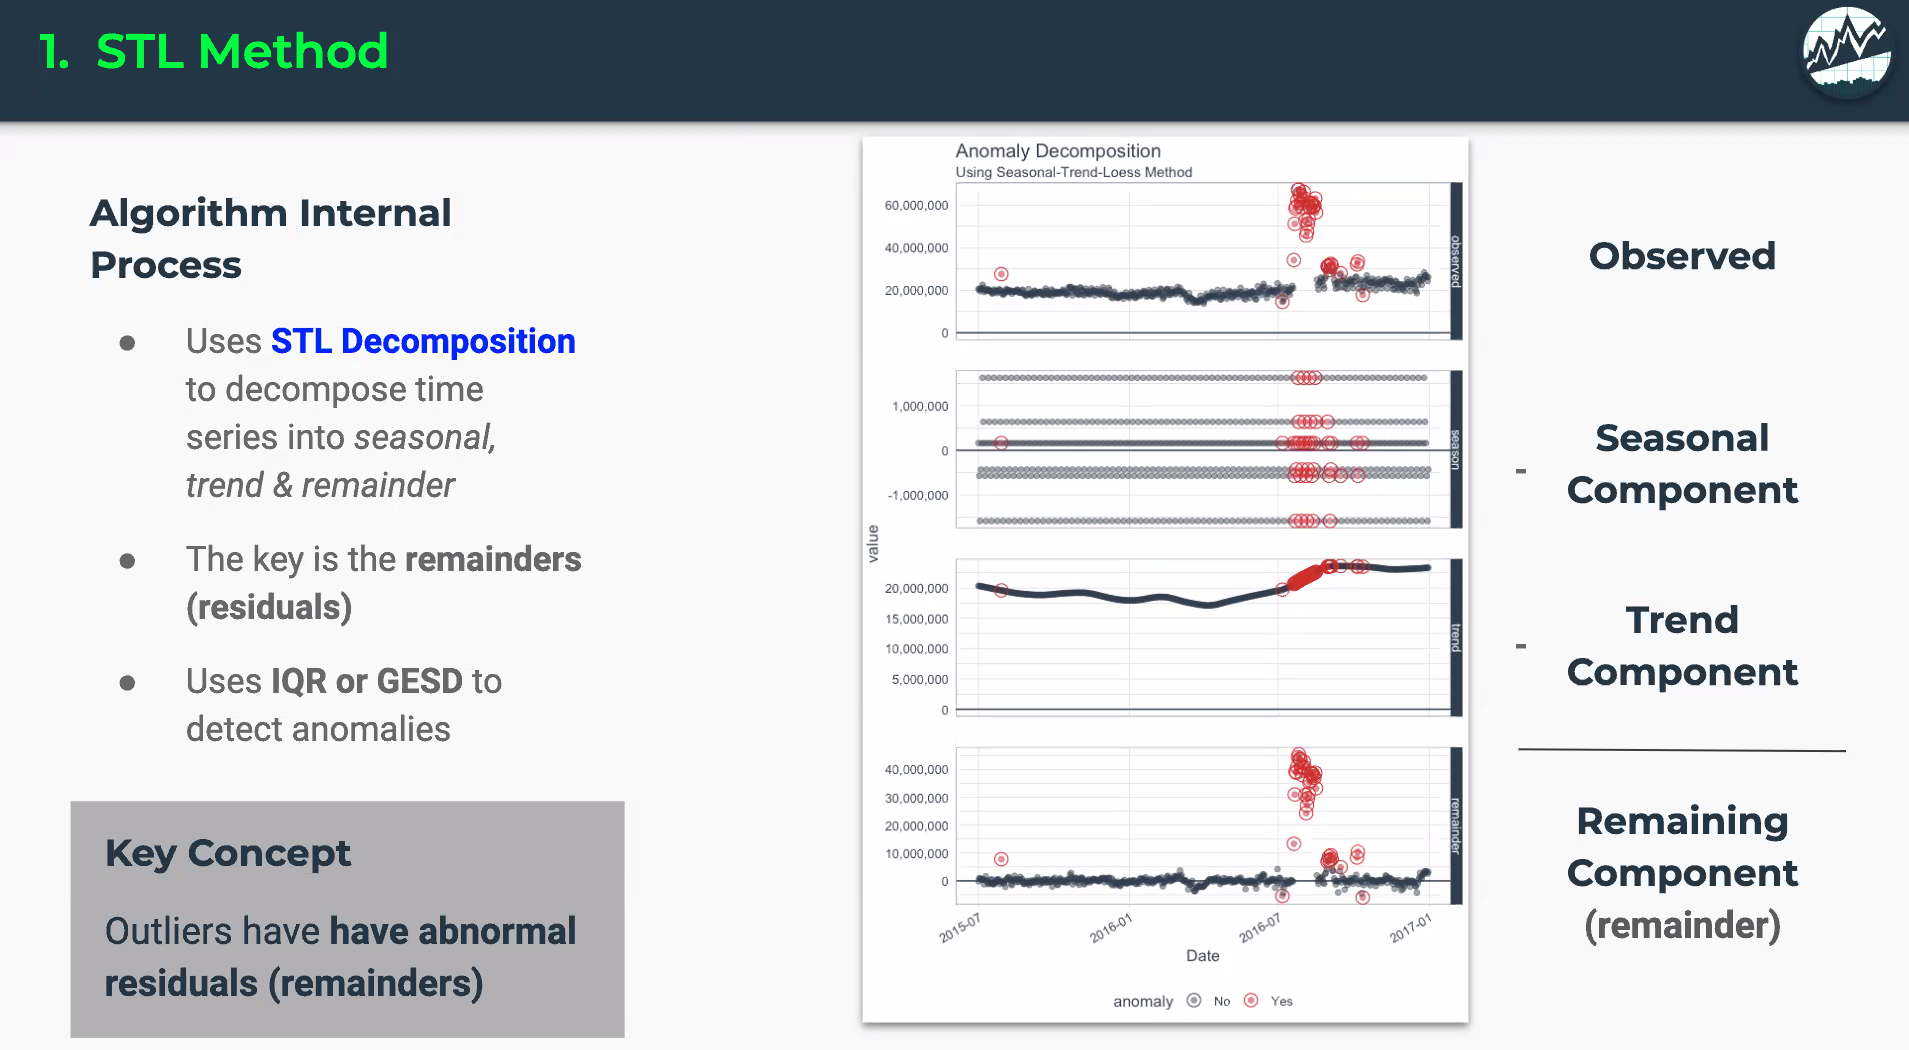 1. STL Method
Algorithm Internal
Process
● Uses STL Decomposition
to decompose time
series into seasonal,
trend & remainder
● The key is the remainders
(residuals)
● Uses IQR or GESD to
detect anomalies
Key Concept
Outliers have have abnormal
residuals (remainders)
Anomaly Decomposition
Using Seasonal-Trend-Loess Method
60,000,000
40,000,000
20,000,000
0
observed
1,000,000
0
-1,000,000
season
value
20,000,000
15,000,000
10,000,000
5,000,000
0
trend
40,000,000
30,000,000
20,000,000
10,000,000
0
remainder
2015-07
2016-01
2016-07
2017-01
Date
anomaly No Yes
Observed
- Seasonal
Component
- Trend
Component
Remaining
Component
(remainder)